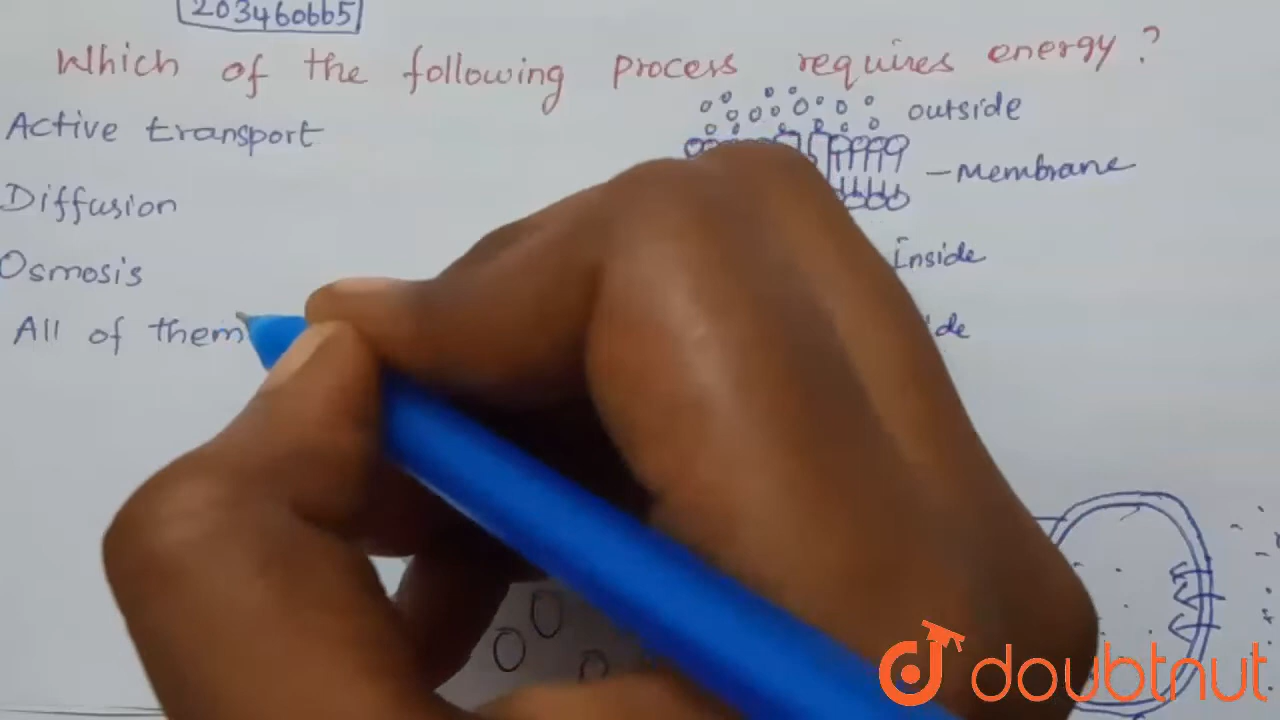 203460665
Which of the following process requires energy?
Active transport
outside
Membrane
Diffusion
Osmosis
Inside
All of them
doubtnut